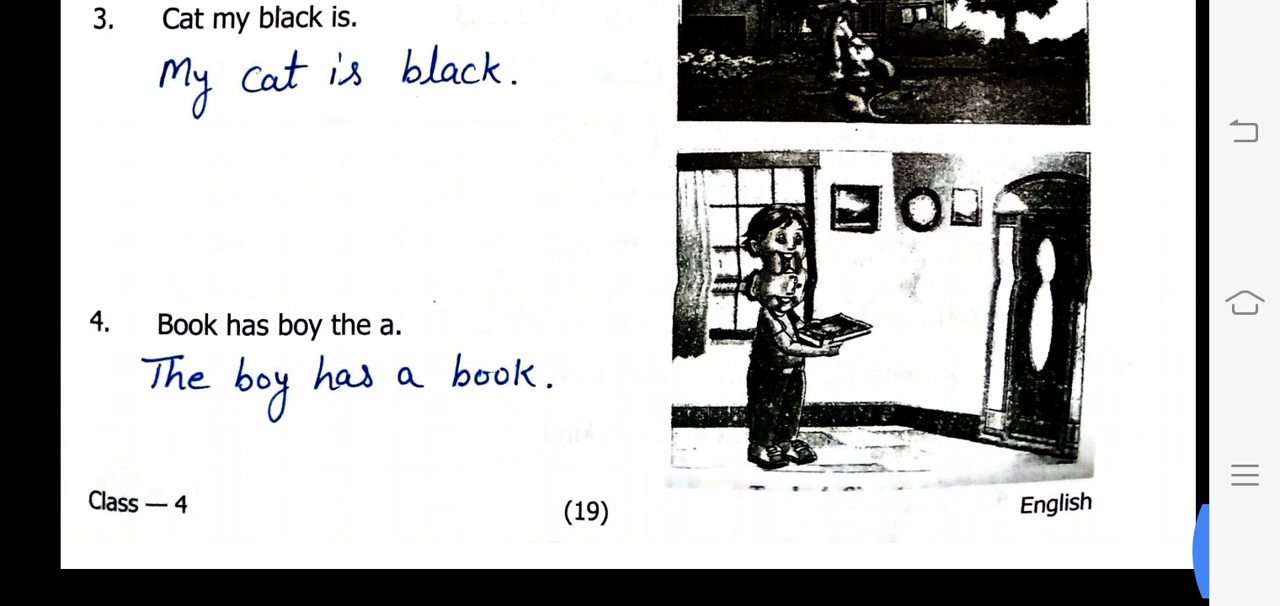 3. Cat my black is.
My cat is black.
4. Book has boy the a.
The boy has a book.
Class — 4 (19) English